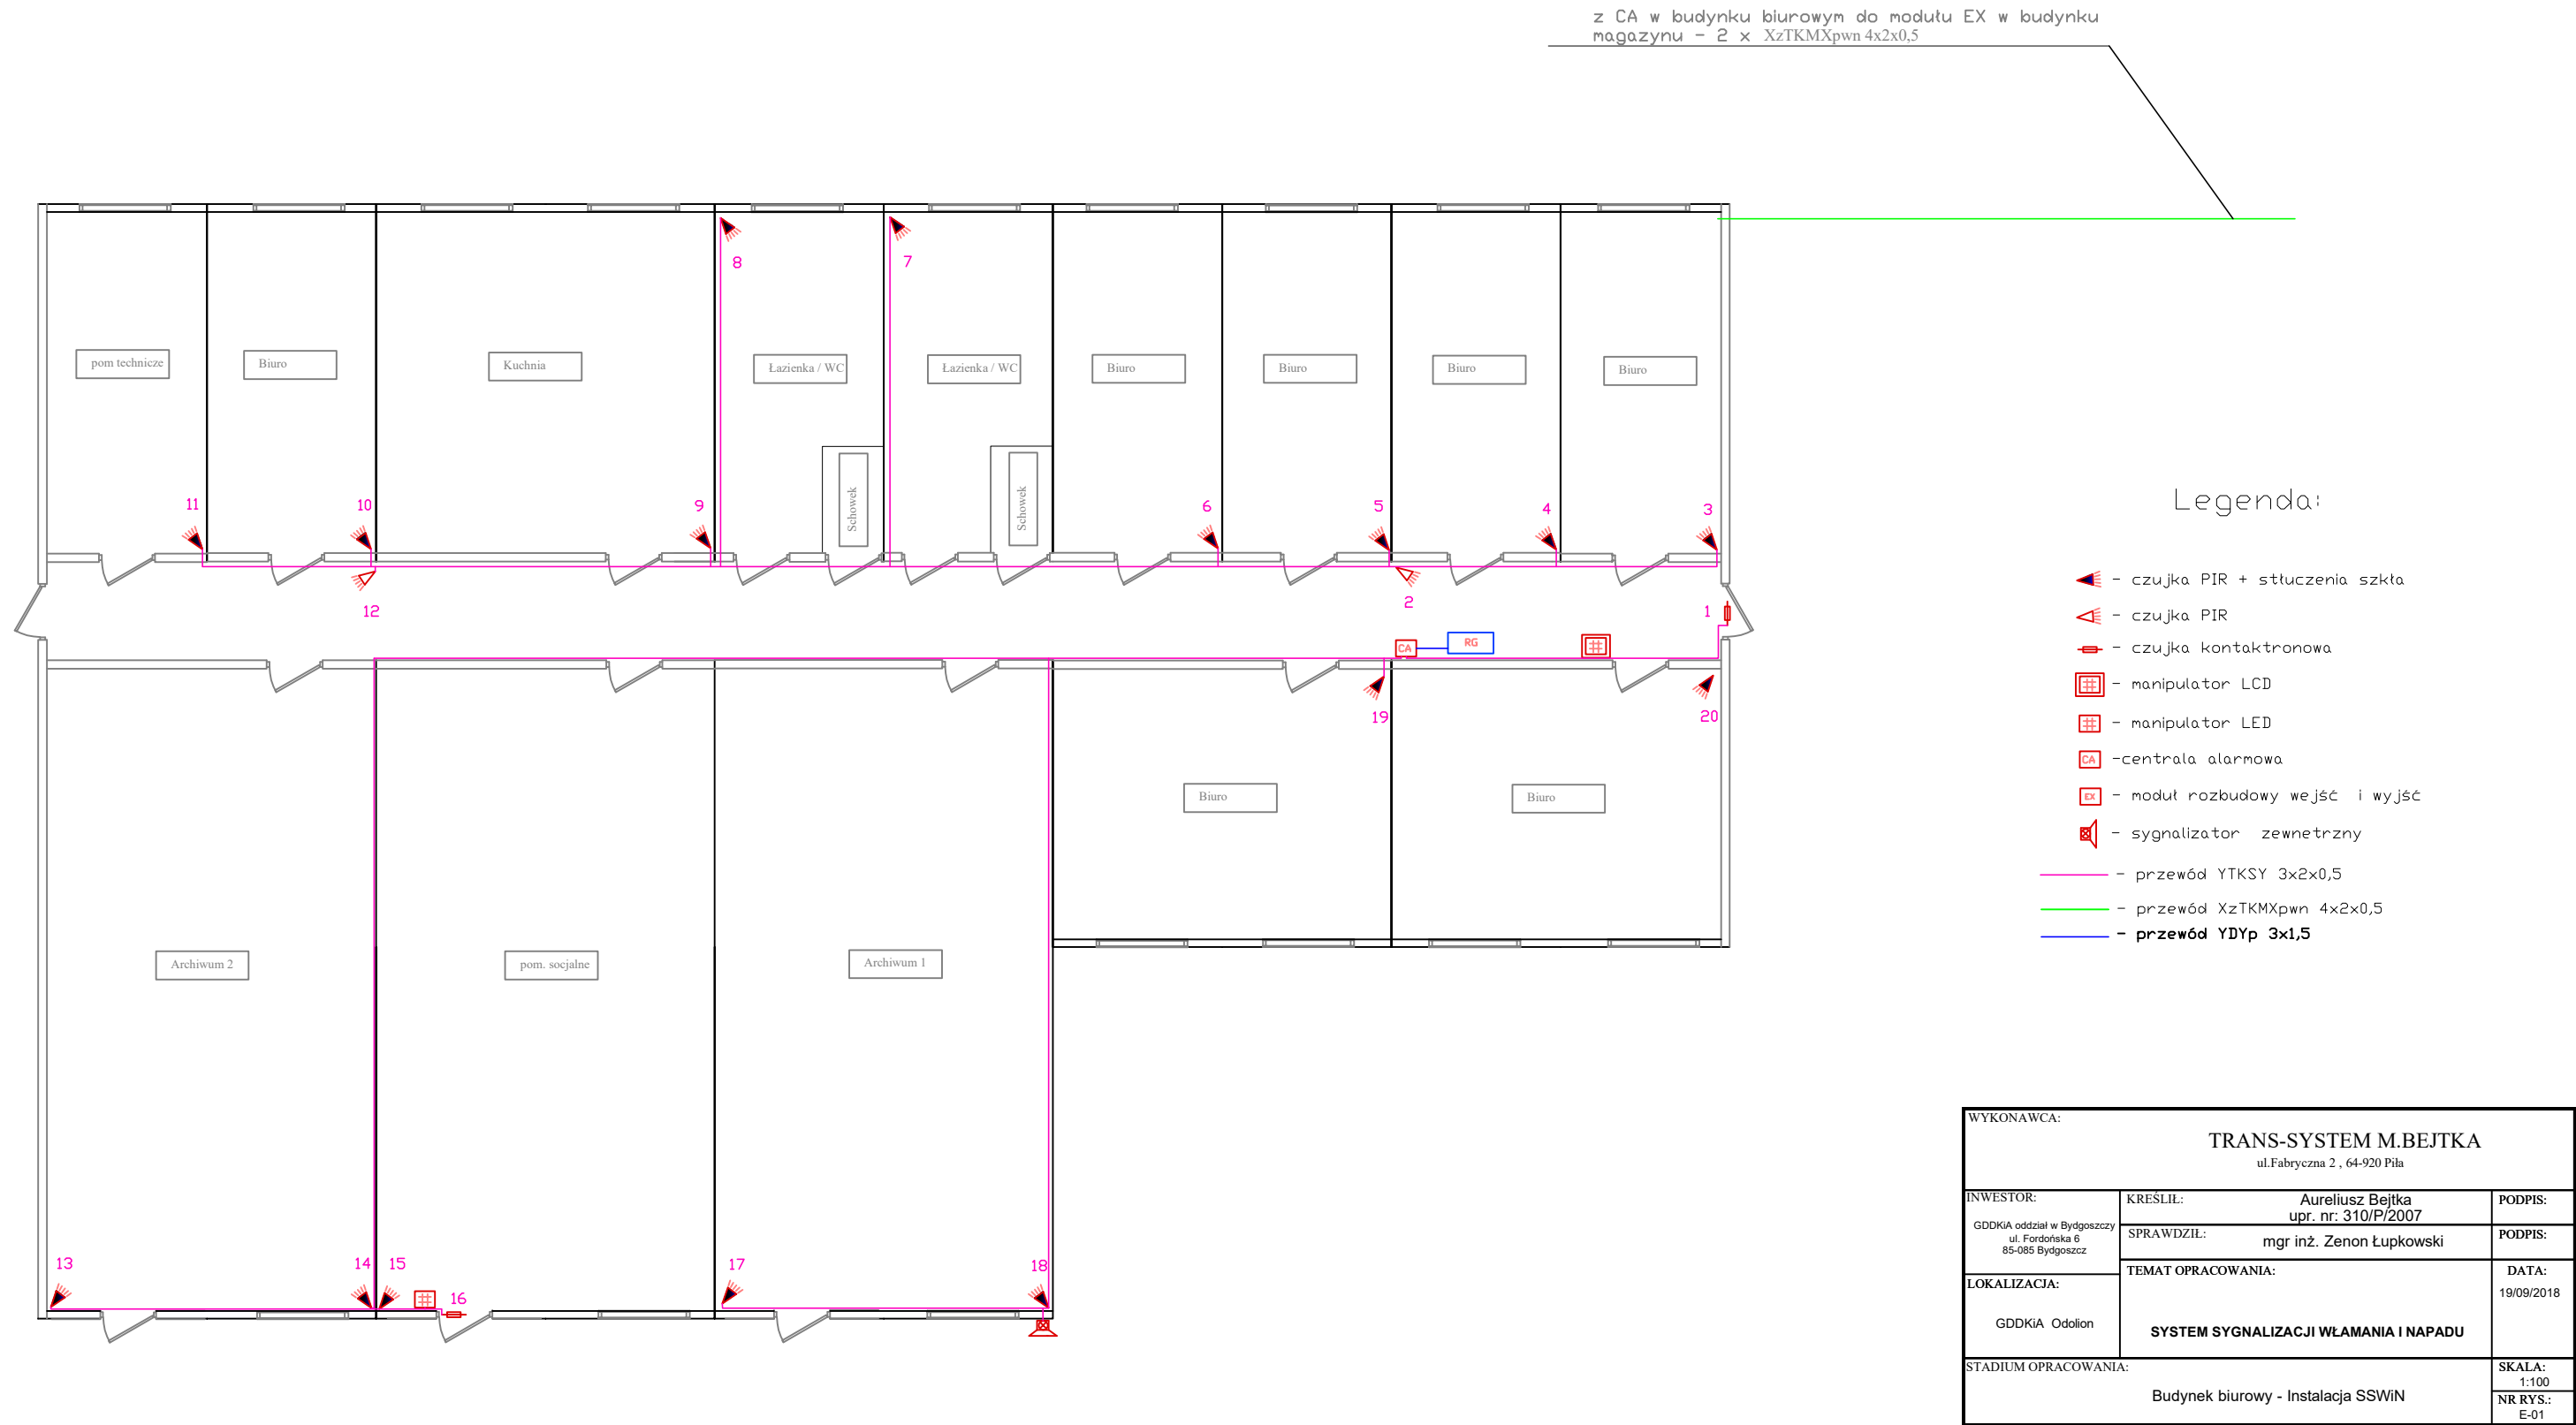 z CA w budynku biurowym do modułu EX w budynku
magazynu - 2 x XzTKMXpwn 4x2x0,5
8
7
pom technicze
Biuro
Kuchnia
Łazienka / WC
Łazienka / WC
Biuro
Biuro
Biuro
Biuro
Schowek
Schowek
11
10
9
6
5
4
3
12
2
1
CA
RG
19
20
Biuro
Biuro
Archiwum 2
pom. socjalne
Archiwum 1
13
14
15
16
17
18
Legenda:
- czujka PIR + stłuczenia szkła
- czujka PIR
- czujka kontaktronowa
- manipulator LCD
- manipulator LED
CA -centrala alarmowa
EX - moduł rozbudowy wejść i wyjść
- sygnalizator zewnetrzny
- przewód YTKSY 3x2x0,5
- przewód XzTKMXpwn 4x2x0,5
- przewód YDYp 3x1,5
WYKONAWCA:
TRANS-SYSTEM M.BEJTKA
ul.Fabryczna 2 , 64-920 Piła
INWESTOR:
GDDKiA oddział w Bydgoszczy
ul. Fordońska 6
85-085 Bydgoszcz
KREŚLIŁ:
Aureliusz Bejtka
upr. nr: 310/P/2007
PODPIS:
SPRAWDZIŁ:
mgr inż. Zenon Łupkowski
PODPIS:
LOKALIZACJA:
GDDKiA Odolion
TEMAT OPRACOWANIA:
SYSTEM SYGNALIZACJI WŁAMANIA I NAPADU
DATA:
19/09/2018
STADIUM OPRACOWANIA:
Budynek biurowy - Instalacja SSWiN
SKALA:
1:100
NR RYS.:
E-01